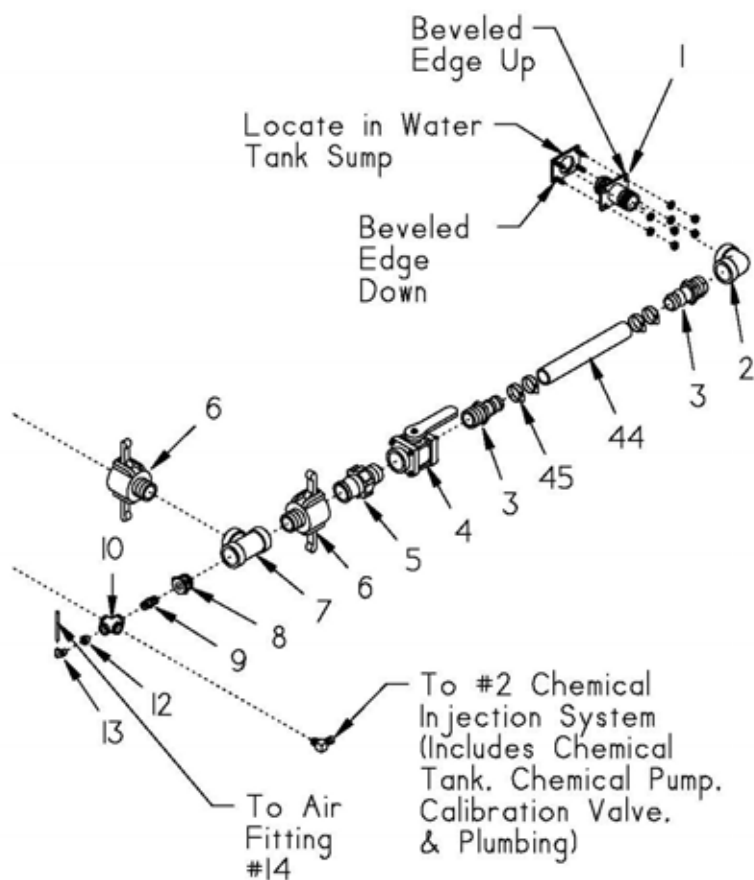 Beveled
Edge Up
1
Locate in Water
Tank Sump
Beveled
Edge
Down
2
3
44
6
45
3
4
5
10
6
7
8
9
12
13
To #2 Chemical
Injection System
(Includes Chemical
Tank. Chemical Pump.
Calibration Valve.
& Plumbing)
To Air
Fitting
#14